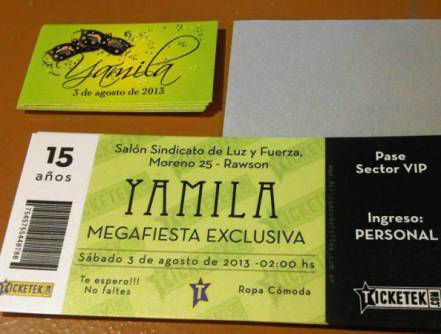 Yamila
3 de agosto de 2013
15
años
Salón Sindicato de Luz y Fuerza,
Moreno 25 - Rawson
YAMILA
MEGAFIESTA EXCLUSIVA
Sábado 3 de agosto de 2013 -02:00 hs
Te espero!!!
No faltes
T
Ropa Cómoda
TICKETEK
Pase
Sector VIP
Ingreso:
PERSONAL
TICKETEK